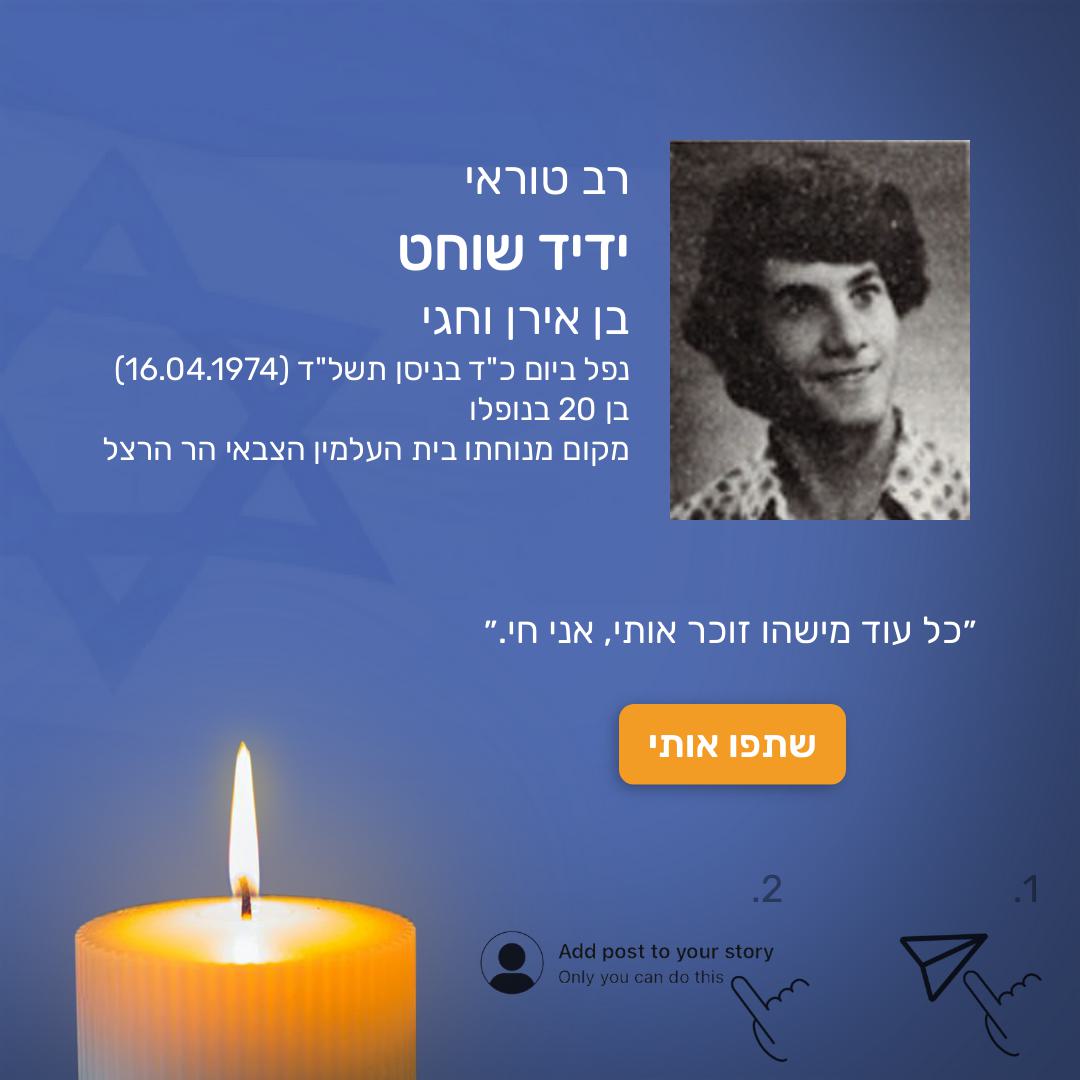 רב טוראי
ידיד שוחט
בן אירן וחגי
נפל ביום כ"ד בניסן תשל"ד (16.04.1974)
בן 20 בנופלו
מקום מנוחתו בית העלמין הצבאי הר הרצל
״כל עוד מישהו זוכר אותי, אני חי.״
שתפו אותי
.1
.2
Add post to your story
Only you can do this